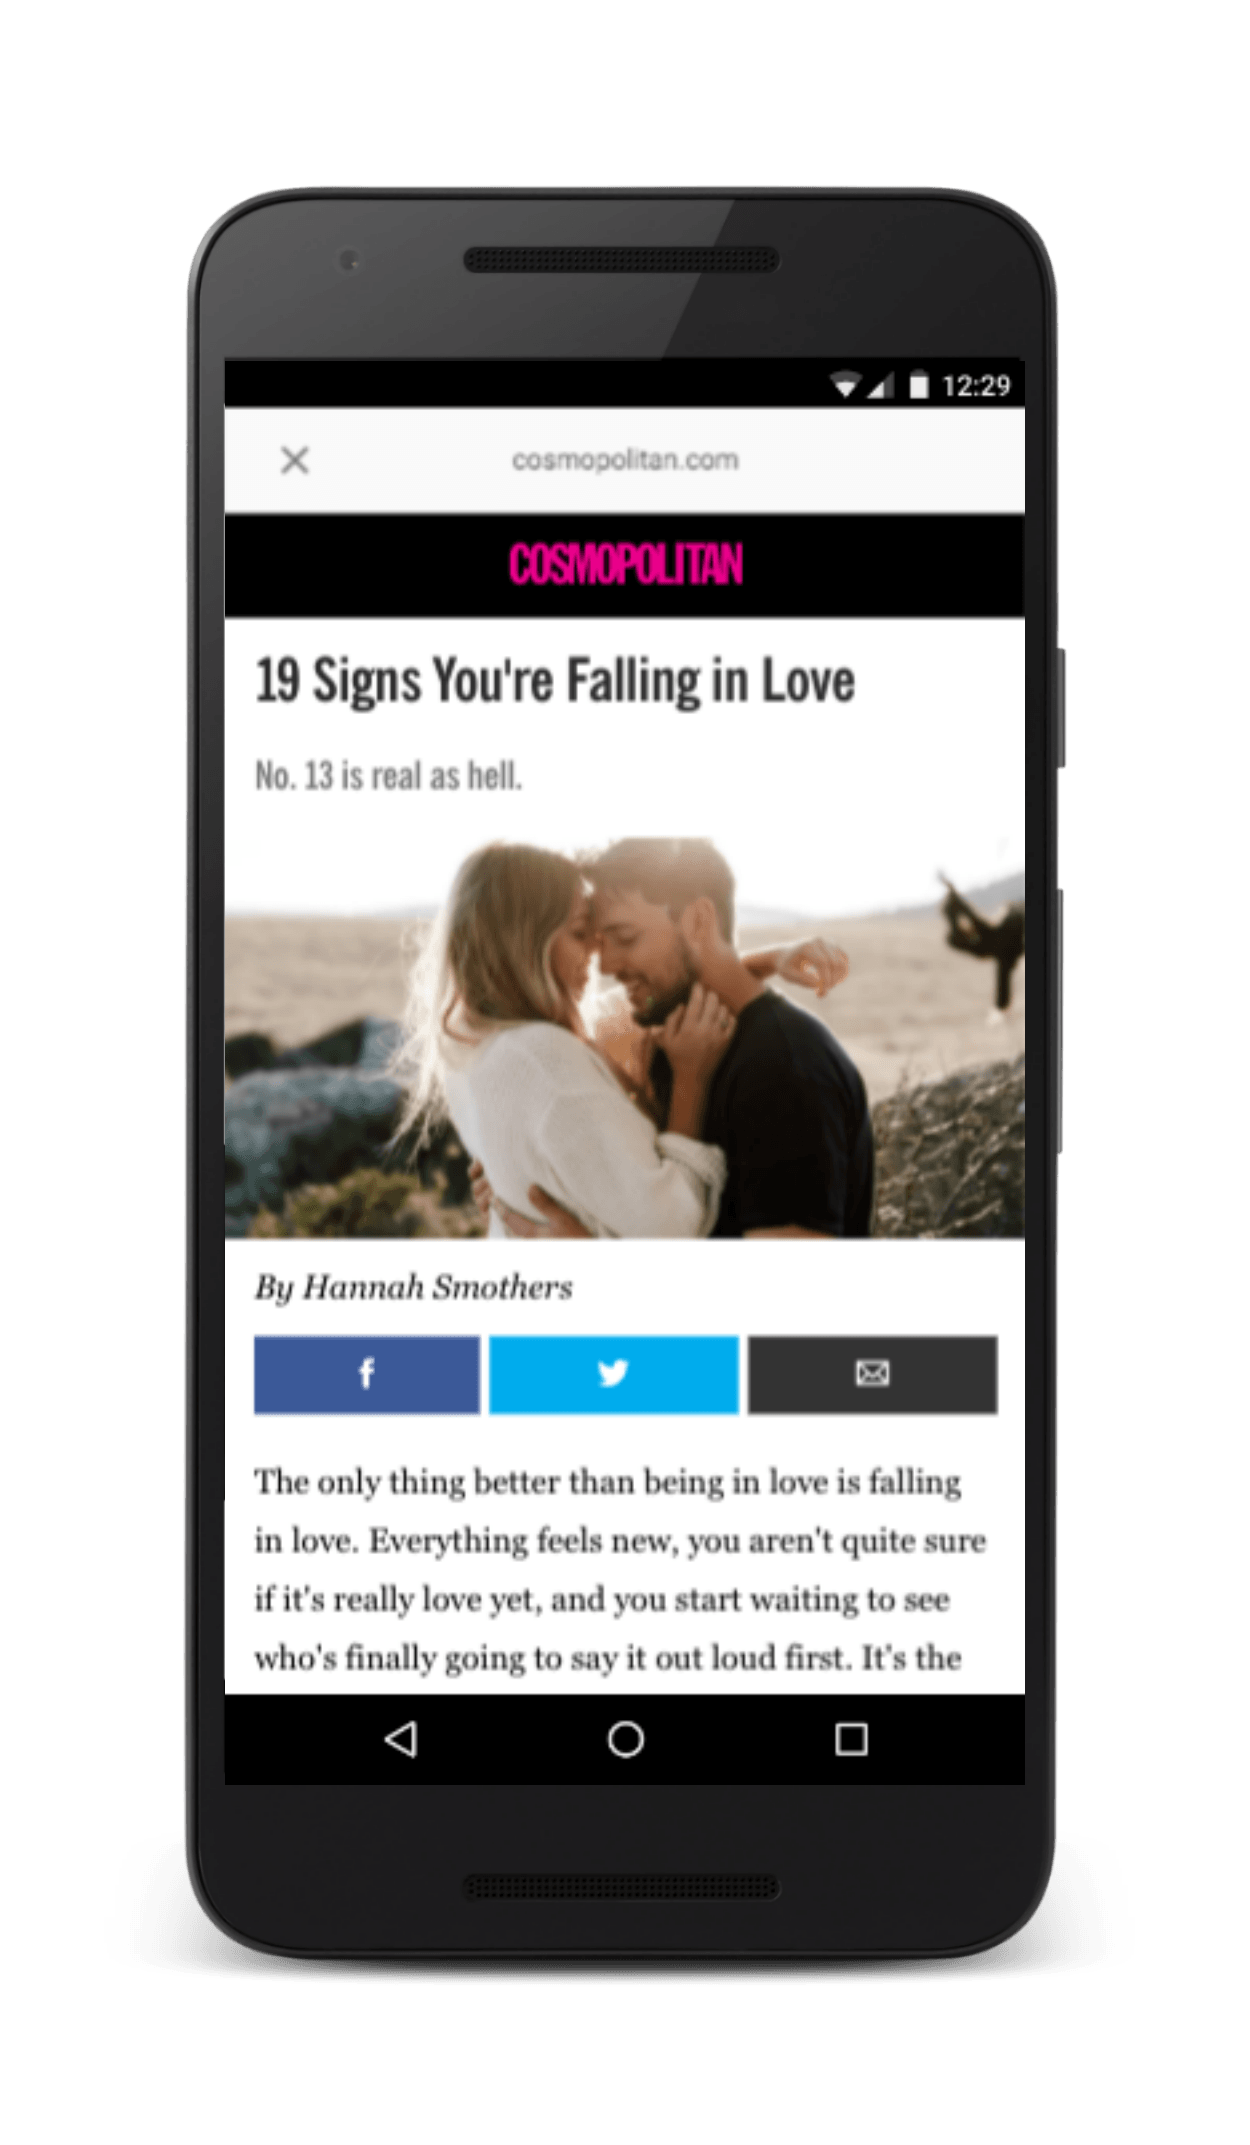 12:29
cosmopolitan.com
COSMOPOLITAN
19 Signs You're Falling in Love
No. 13 is real as hell.
By Hannah Smothers
f
The only thing better than being in love is falling
in love. Everything feels new, you aren't quite sure
if it's really love yet, and you start waiting to see
who's finally going to say it out loud first. It's the